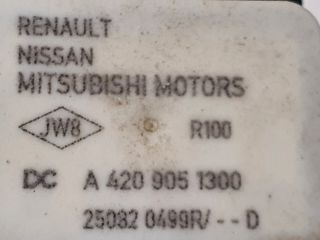 RENAULT
NISSAN
MITSUBISHI MOTORS
JW8 R100
DC A 420 905 1300
25082 0499R/--D